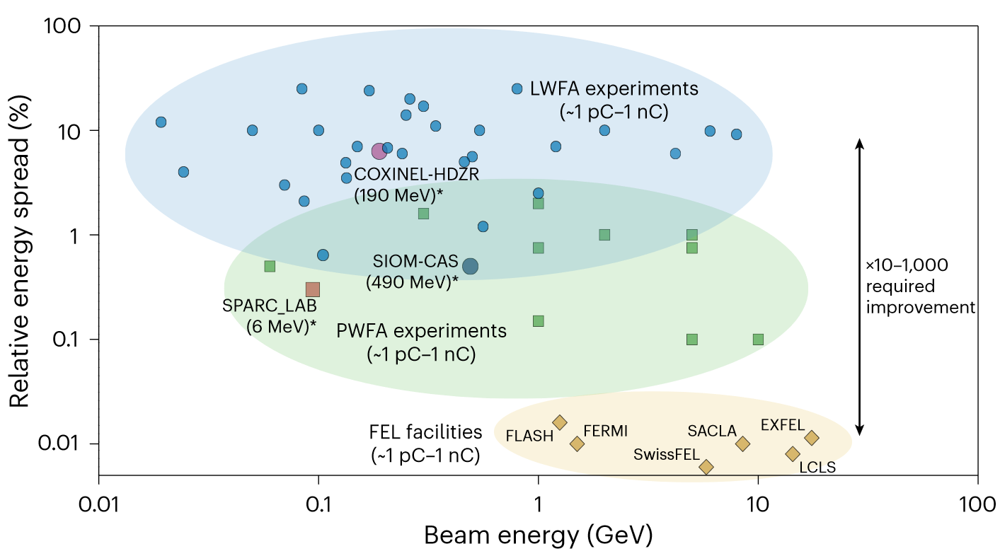 Relative energy spread (%)
100
10
1
0.1
0.01
LWFA experiments
(~1 pC–1 nC)
COXINEL-HDZR
(190 MeV)*
SIOM-CAS
(490 MeV)*
SPARC_LAB
(6 MeV)*
PWFA experiments
(~1 pC–1 nC)
×10–1,000
required
improvement
FEL facilities
(~1 pC–1 nC)
FLASH
FERMI
SwissFEL
SACLA
EXFEL
LCLS
0.01
0.1
1
10
100
Beam energy (GeV)